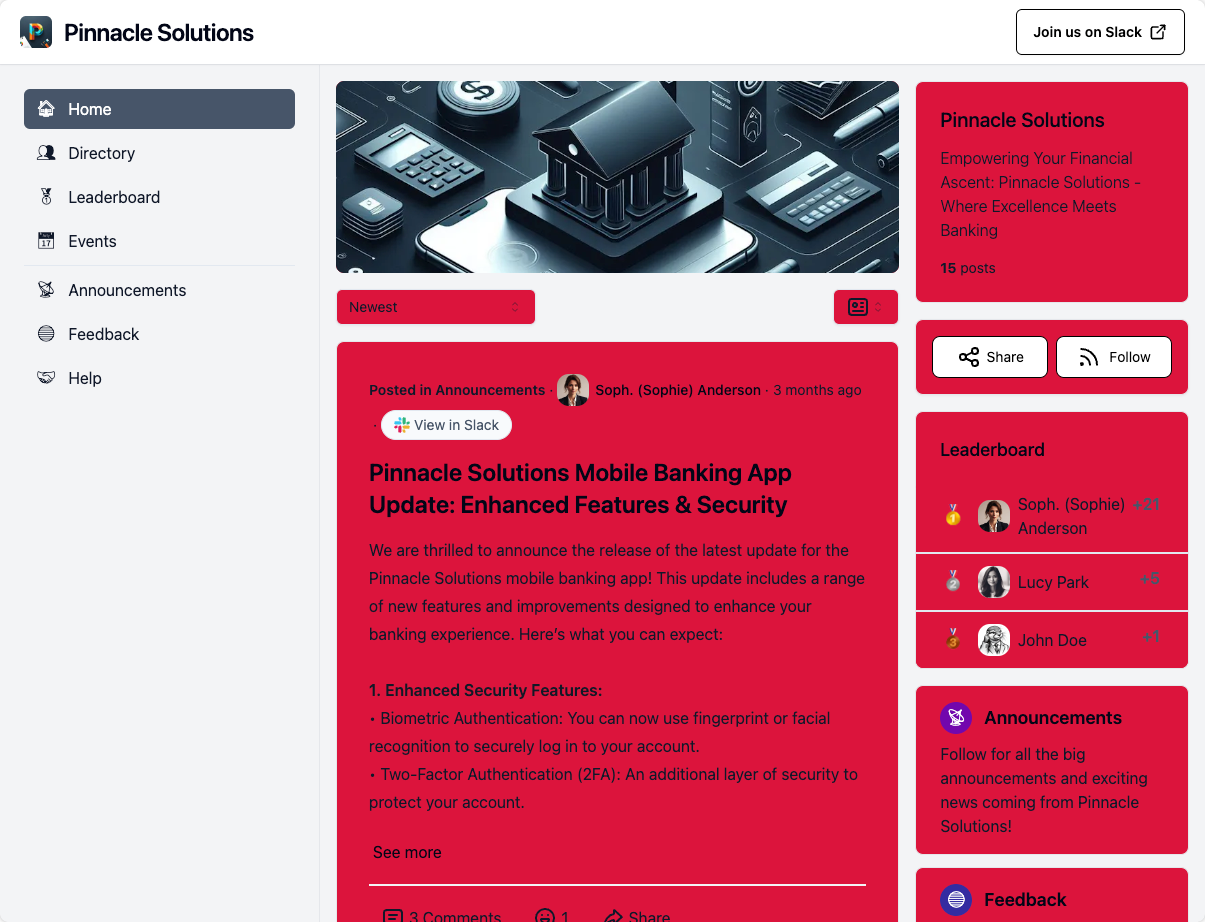 Pinnacle Solutions
Join us on Slack
Home
Directory
Leaderboard
Events
Announcements
Feedback
Help
Newest
Posted in Announcements · Soph. (Sophie) Anderson · 3 months ago
· View in Slack
Pinnacle Solutions Mobile Banking App
Update: Enhanced Features & Security
We are thrilled to announce the release of the latest update for the
Pinnacle Solutions mobile banking app! This update includes a range
of new features and improvements designed to enhance your
banking experience. Here's what you can expect:
1. Enhanced Security Features:
• Biometric Authentication: You can now use fingerprint or facial
recognition to securely log in to your account.
• Two-Factor Authentication (2FA): An additional layer of security to
protect your account.
See more
3 Comments 1 Share
Pinnacle Solutions
Empowering Your Financial
Ascent: Pinnacle Solutions -
Where Excellence Meets
Banking
15 posts
Share
Follow
Leaderboard
Soph. (Sophie) +21
Anderson
Lucy Park +5
John Doe +1
Announcements
Follow for all the big
announcements and exciting
news coming from Pinnacle
Solutions!
Feedback